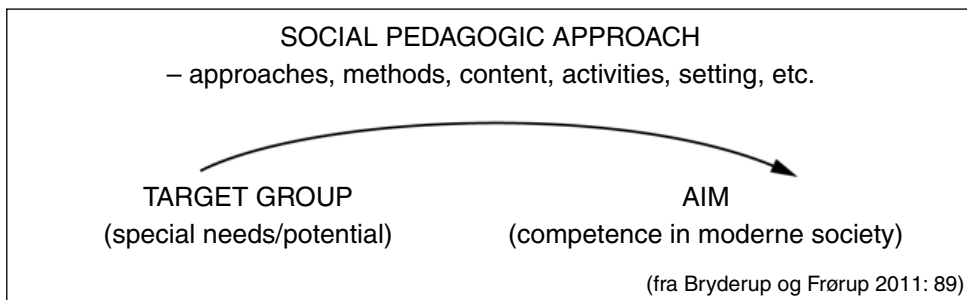 SOCIAL PEDAGOGIC APPROACH
– approaches, methods, content, activities, setting, etc.
TARGET GROUP
(special needs/potential)
AIM
(competence in moderne society)
(fra Bryderup og Frørup 2011: 89)